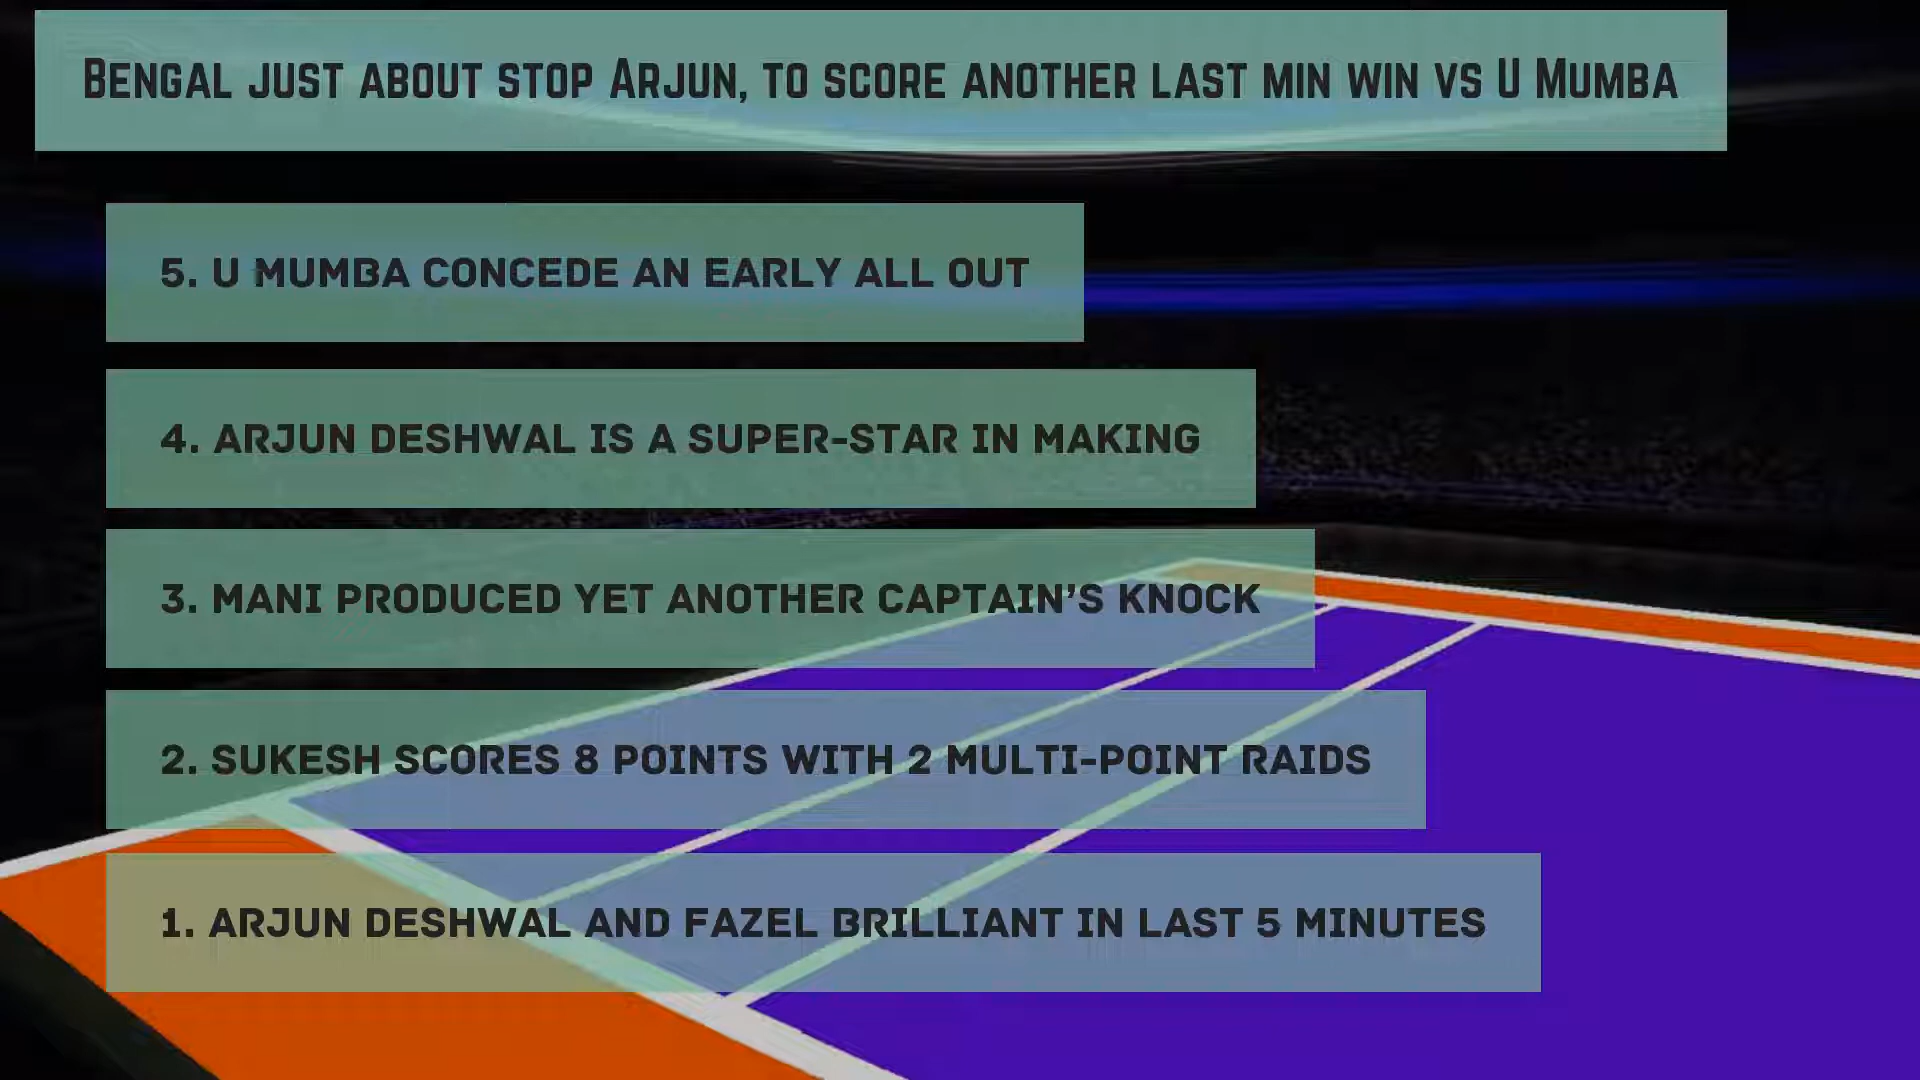 Bengal just about stop Arjun, to score another last min win vs U Mumba
5. U MUMBA CONCEDE AN EARLY ALL OUT
4. ARJUN DESHWAL IS A SUPER-STAR IN MAKING
3. MANI PRODUCED YET ANOTHER CAPTAIN'S KNOCK
2. SUKESH SCORES 8 POINTS WITH 2 MULTI-POINT RAIDS
1. ARJUN DESHWAL AND FAZEL BRILLIANT IN LAST 5 MINUTES